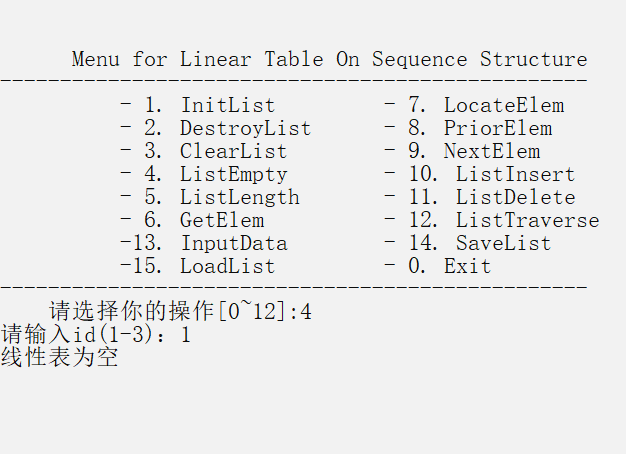 Menu for Linear Table On Sequence Structure
-------------------------------------------------
- 1. InitList - 7. LocateElem
- 2. DestroyList - 8. PriorElem
- 3. ClearList - 9. NextElem
- 4. ListEmpty - 10. ListInsert
- 5. ListLength - 11. ListDelete
- 6. GetElem - 12. ListTraverse
-13. InputData - 14. SaveList
-15. LoadList - 0. Exit
-------------------------------------------------
请选择你的操作[0~12]:4
请输入id(1-3): 1
线性表为空